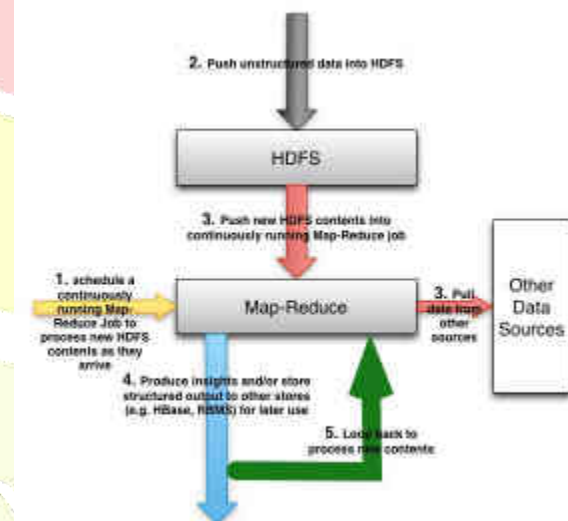 2. Push unstructured data into HDFS
HDFS
3. Push new HDFS contents into
continuously running Map-Reduce job
1. schedule a
continuously
running Map-
Reduce Job to
process new HDFS
contents as they
arrive
Map-Reduce
3. Pull
data from
other
sources
Other
Data
Sources
4. Produce insights and/or store
structured output to other stores
(e.g. HBase, RBMS) for later use
5. Loop back to
process new contents